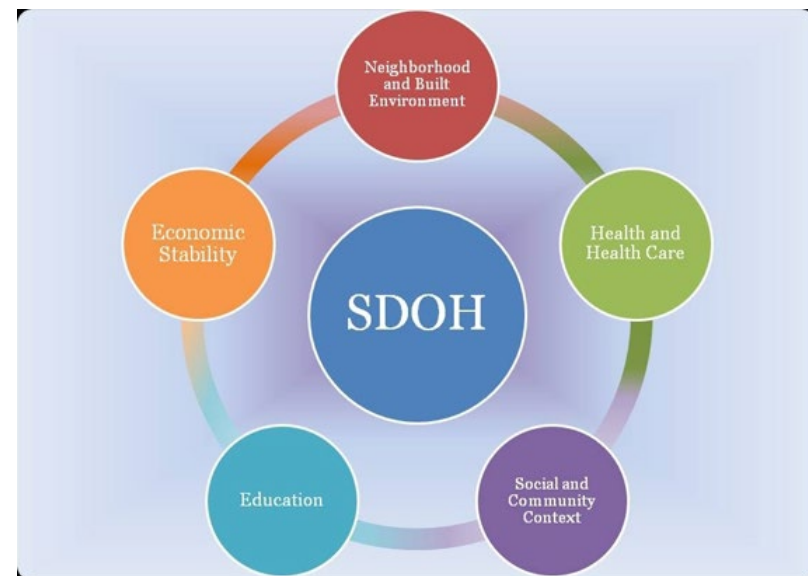 Neighborhood
and Built
Environment
Economic
Stability
Health and
Health Care
SDOH
Education
Social and
Community
Context